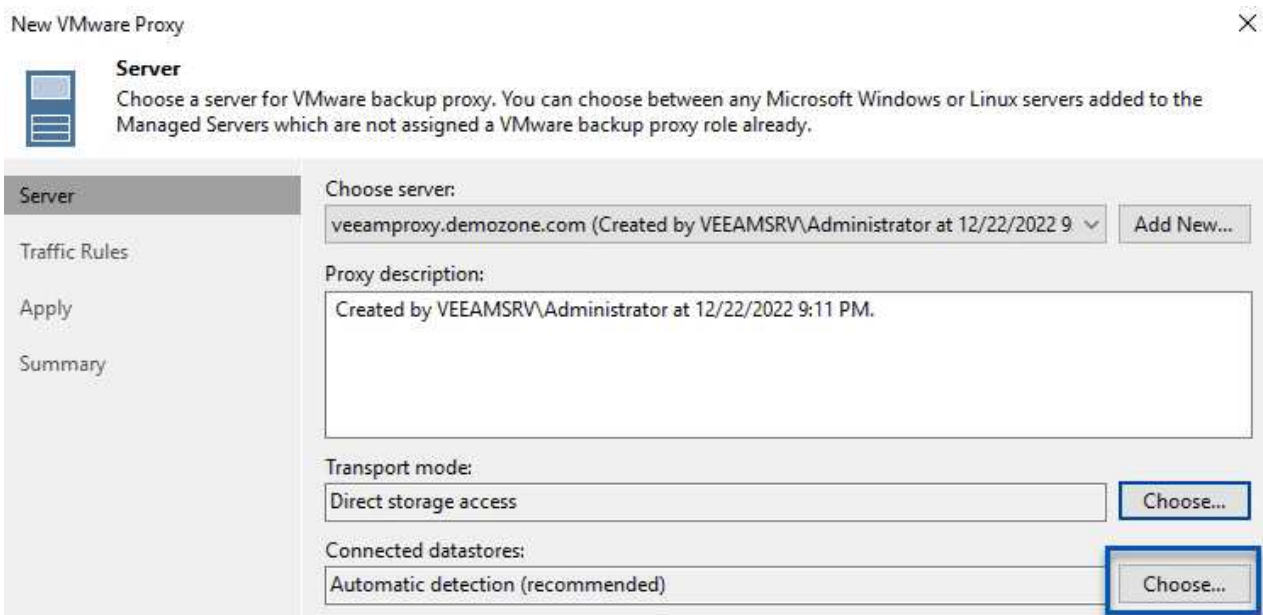 New VMware Proxy
Server
Choose a server for VMware backup proxy. You can choose between any Microsoft Windows or Linux servers added to the
Managed Servers which are not assigned a VMware backup proxy role already.
Server
Traffic Rules
Apply
Summary
Choose server:
veeamproxy.demozone.com (Created by VEEAMSRV\Administrator at 12/22/2022 9
Add New...
Proxy description:
Created by VEEAMSRV\Administrator at 12/22/2022 9:11 PM.
Transport mode:
Direct storage access
Choose...
Connected datastores:
Automatic detection (recommended)
Choose...